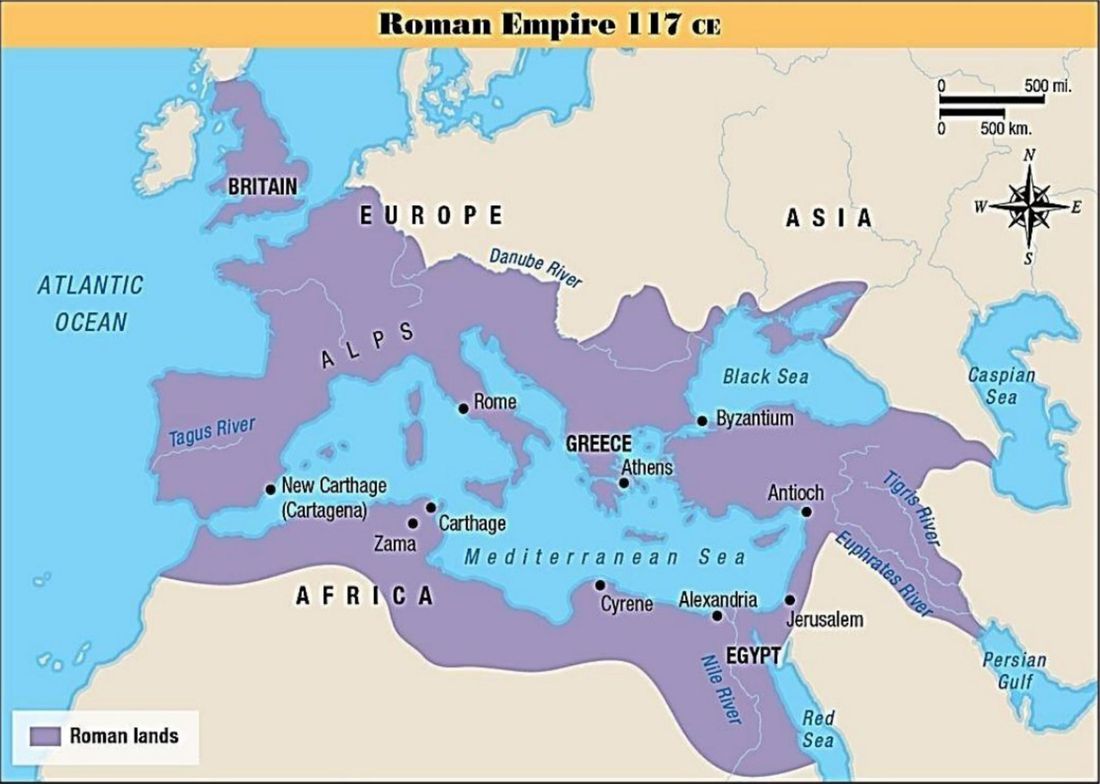 Roman Empire 117 CE
0 500 mi.
0 500 km.
N
W E
S
BRITAIN
EUROPE
ASIA
Danube River
ATLANTIC
OCEAN
ALPS
Black Sea
Caspian
Sea
Rome
Byzantium
Tagus River
GREECE
Athens
New Carthage
(Cartagena)
Antioch
Tigris River
Carthage
Zama
Mediterranean Sea
Euphrates River
AFRICA
Cyrene
Alexandria
Jerusalem
EGYPT
Nile River
Persian
Gulf
Red
Sea
Roman lands